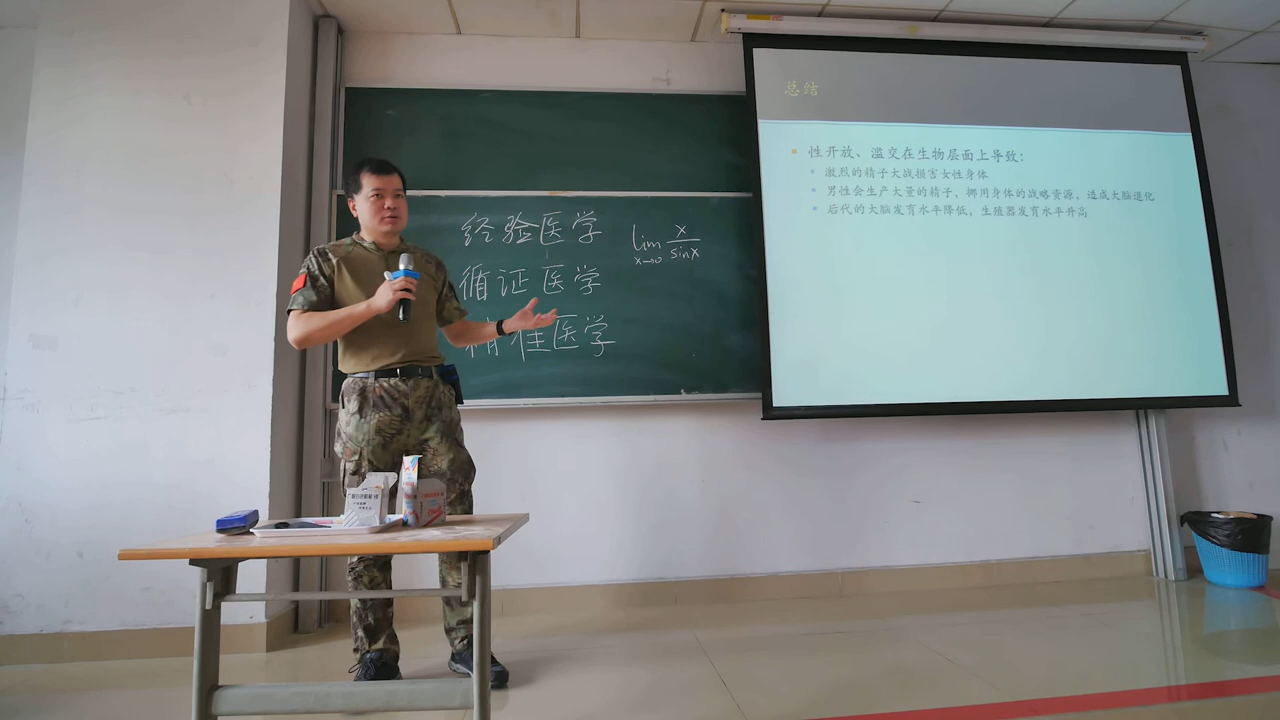 经验医学
循证医学
精准医学
lim x/sinx
x→0
总结
性开放、滥交在生物层面上导致：
激烈的精子大战损害女性身体
男性会生产大量的精子，挪用身体的战略资源，造成大脑退化
后代的大脑发育水平降低，生殖器发育水平升高